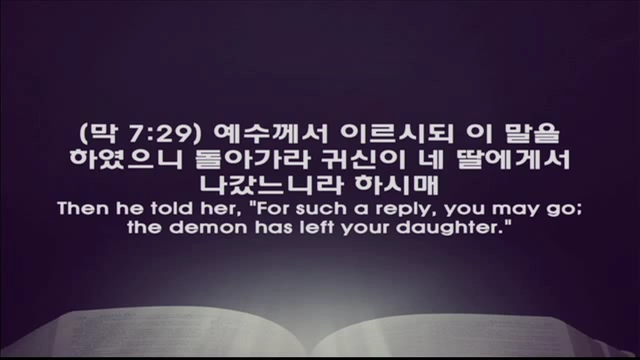 (막 7:29) 예수께서 이르시되 이 말을
하였으니 돌아가라 귀신이 네 딸에게서
나갔느니라 하시매
Then he told her, "For such a reply, you may go;
the demon has left your daughter."